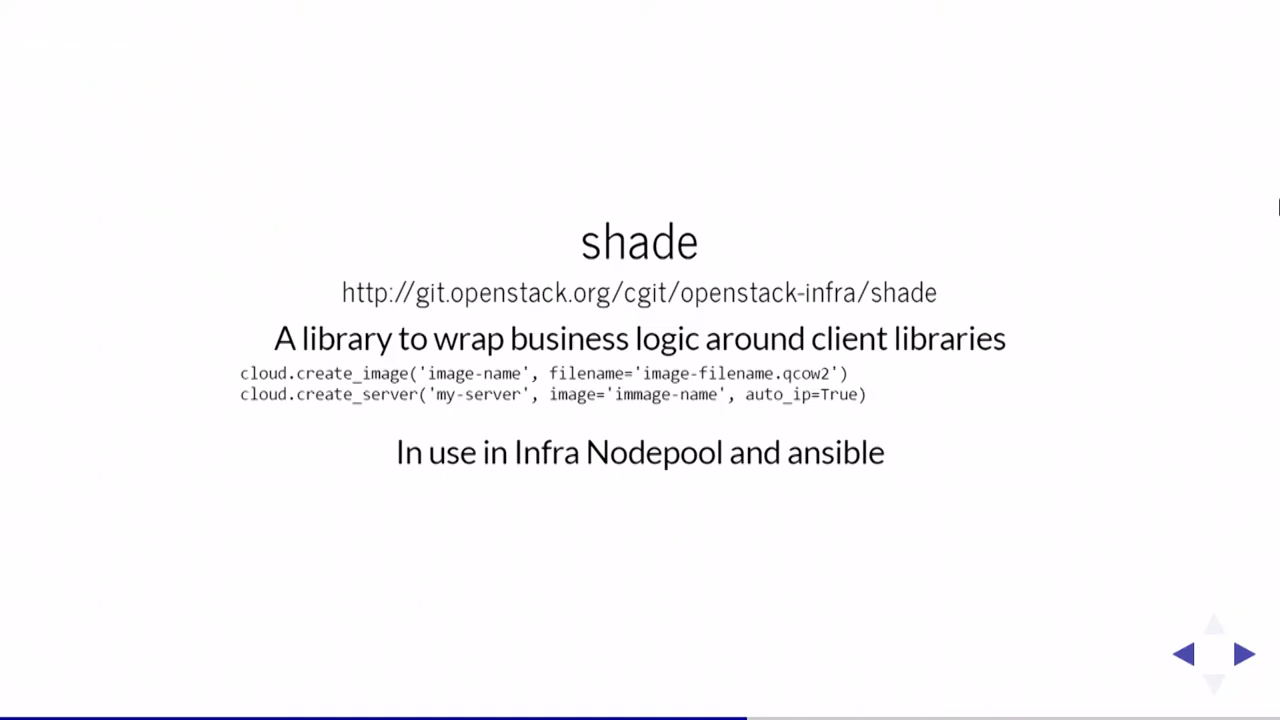 shade
http://git.openstack.org/cgit/openstack-infra/shade
A library to wrap business logic around client libraries
cloud.create_image('image-name', filename='image-filename.qcow2')
cloud.create_server('my-server', image='immage-name', auto_ip=True)
In use in Infra Nodepool and ansible